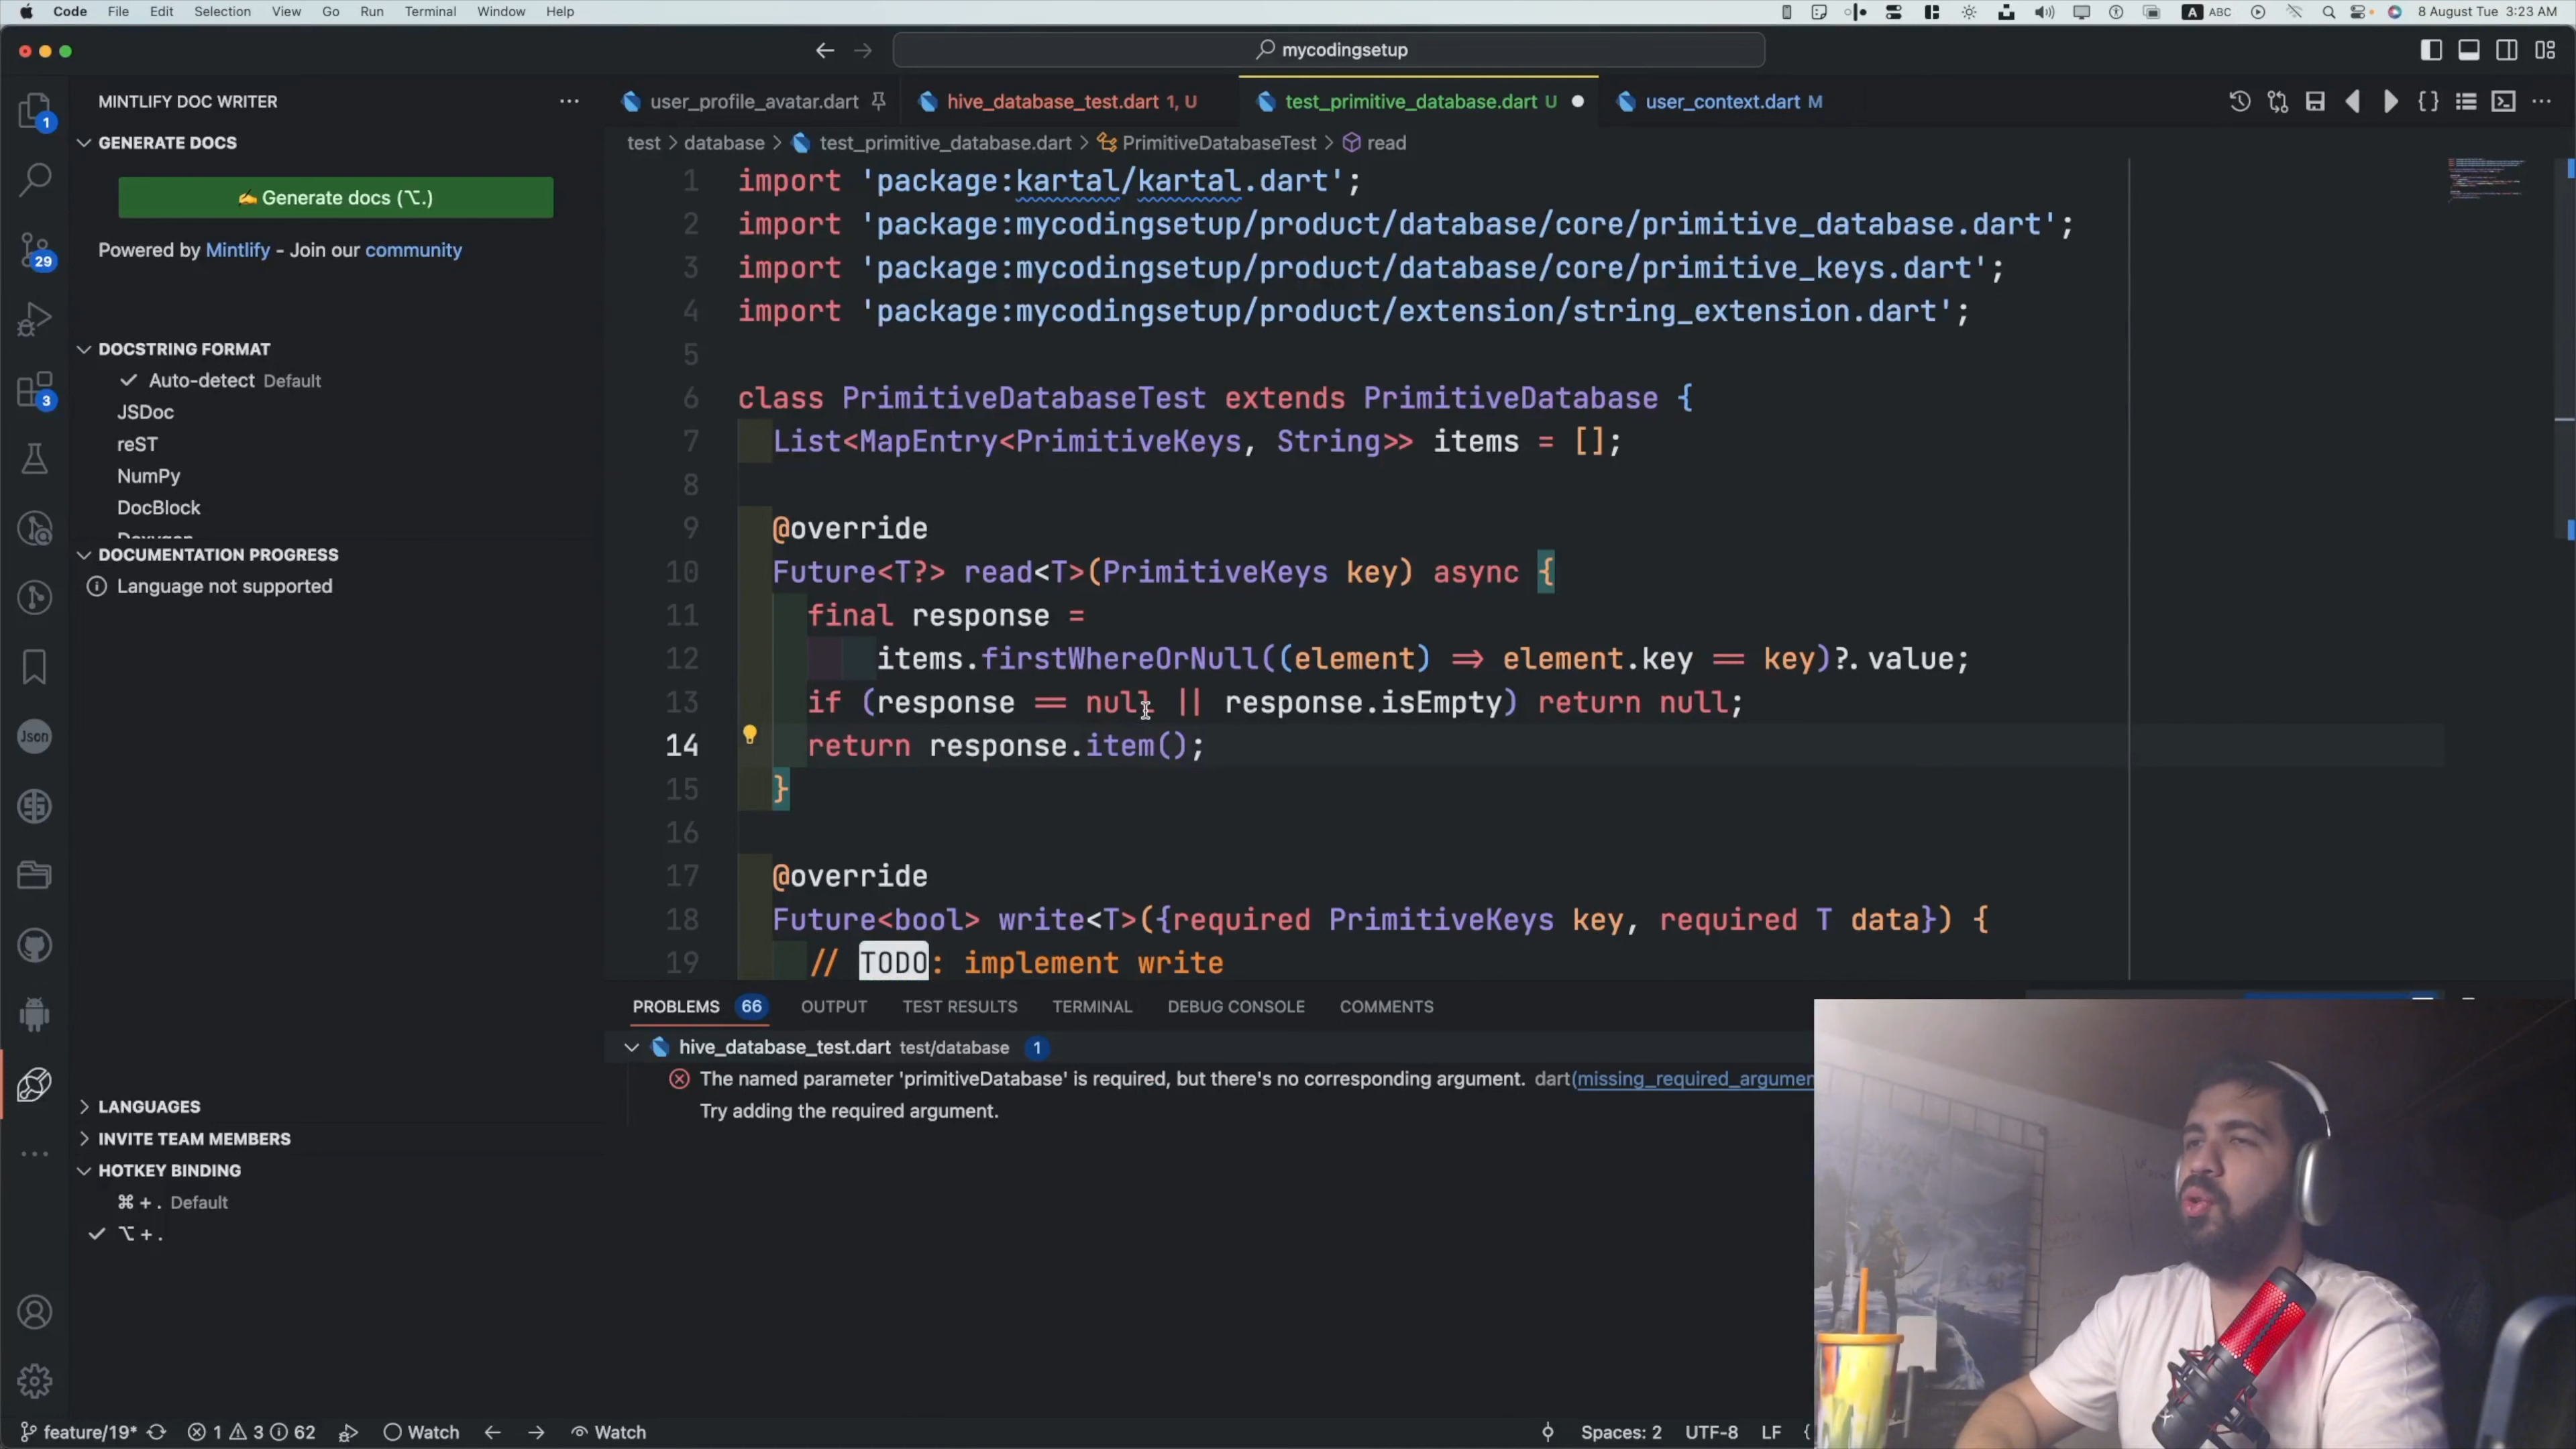 Code File Edit Selection View Go Run Terminal Window Help
A ABC 8 August Tue 3:23 AM
mycodingsetup
MINTLIFY DOC WRITER
user_profile_avatar.dart hive_database_test.dart 1, U test_primitive_database.dart U user_context.dart M
GENERATE DOCS
test > database > test_primitive_database.dart > PrimitiveDatabaseTest > read
✍ Generate docs (⌥.)
Powered by Mintlify - Join our community
DOCSTRING FORMAT
Auto-detect Default
JSDoc
reST
NumPy
DocBlock
DOCUMENTATION PROGRESS
Language not supported
LANGUAGES
INVITE TEAM MEMBERS
HOTKEY BINDING
⌘ + . Default
⌥ + .
1
29
3
Json
1 import 'package:kartal/kartal.dart';
2 import 'package:mycodingsetup/product/database/core/primitive_database.dart';
3 import 'package:mycodingsetup/product/database/core/primitive_keys.dart';
4 import 'package:mycodingsetup/product/extension/string_extension.dart';
5
6 class PrimitiveDatabaseTest extends PrimitiveDatabase {
7 List<MapEntry<PrimitiveKeys, String>> items = [];
8
9 @override
10 Future<T?> read<T>(PrimitiveKeys key) async {
11 final response =
12 items.firstWhereOrNull((element) => element.key == key)?.value;
13 if (response == null || response.isEmpty) return null;
14 return response.item();
15 }
16
17 @override
18 Future<bool> write<T>({required PrimitiveKeys key, required T data}) {
19 // TODO: implement write
PROBLEMS 66 OUTPUT TEST RESULTS TERMINAL DEBUG CONSOLE COMMENTS
hive_database_test.dart test/database 1
The named parameter 'primitiveDatabase' is required, but there's no corresponding argument. dart(missing_required_argumen
Try adding the required argument.
feature/19* 1 3 62 Watch Watch Spaces: 2 UTF-8 LF {